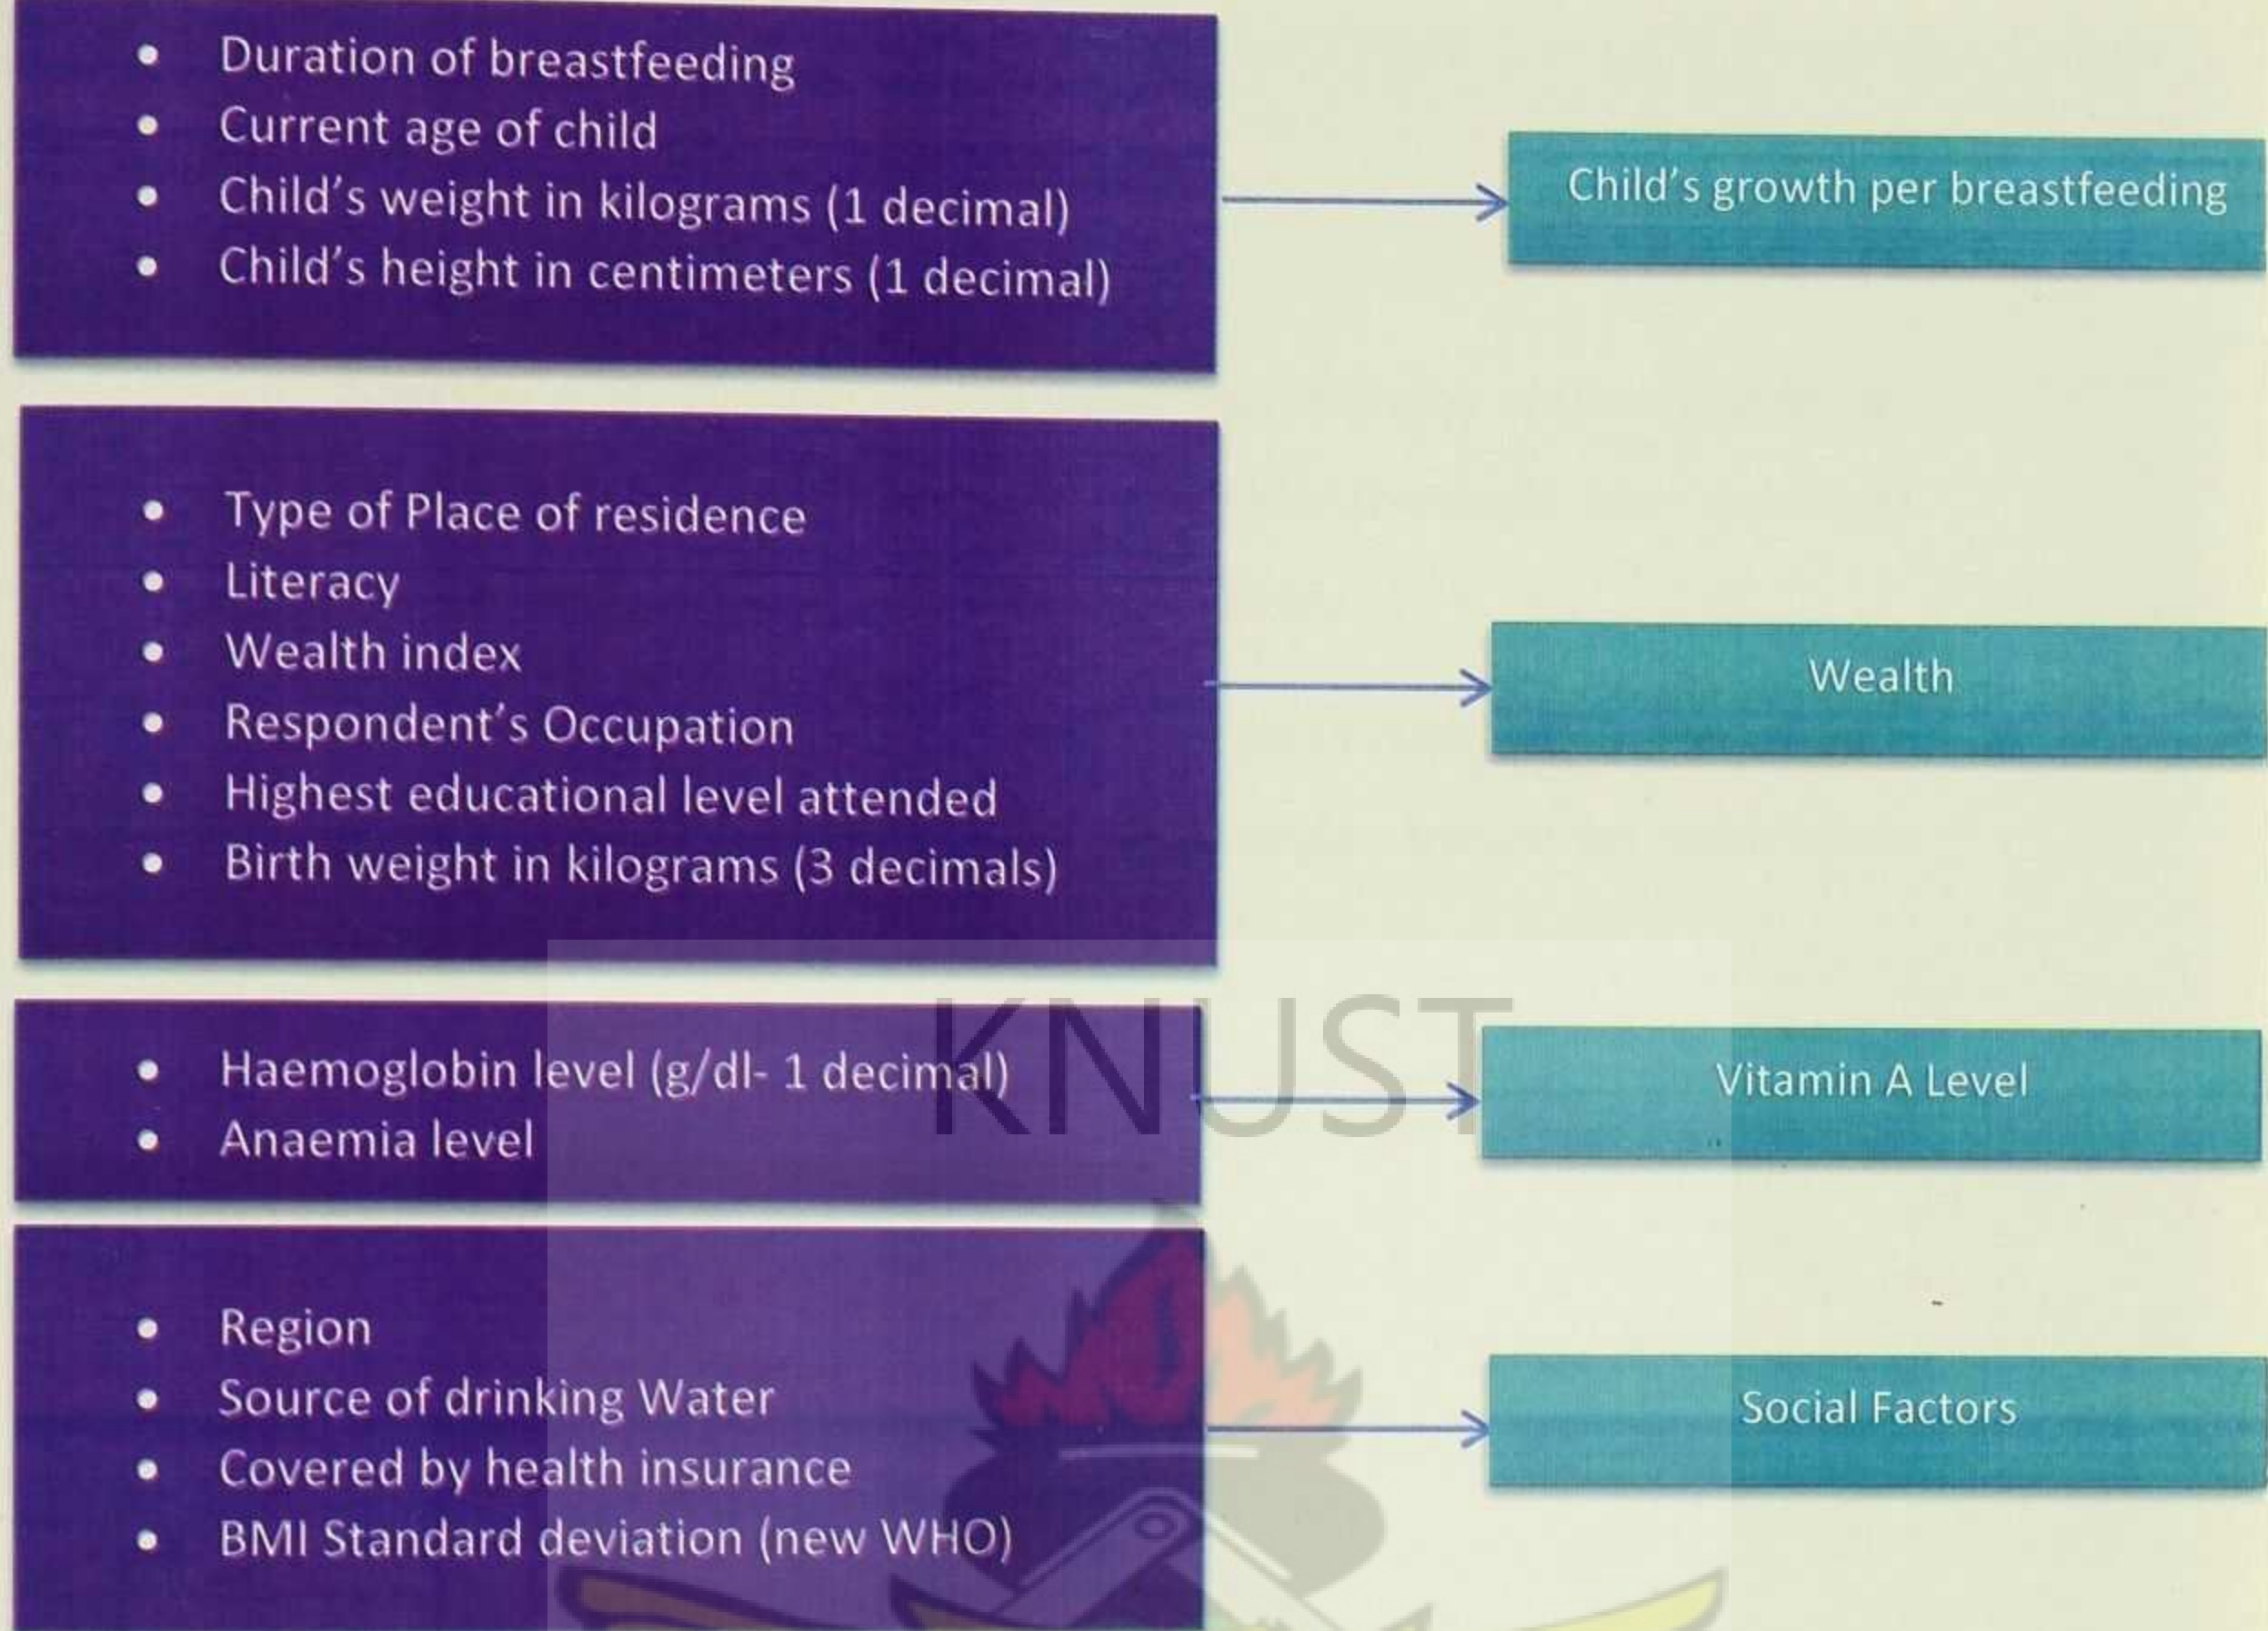 • Duration of breastfeeding
• Current age of child
• Child's weight in kilograms (1 decimal)
• Child's height in centimeters (1 decimal)
Child's growth per breastfeeding
• Type of Place of residence
• Literacy
• Wealth index
• Respondent's Occupation
• Highest educational level attended
• Birth weight in kilograms (3 decimals)
Wealth
• Haemoglobin level (g/dl- 1 decimal)
• Anaemia level
Vitamin A Level
KNUST
• Region
• Source of drinking Water
• Covered by health insurance
• BMI Standard deviation (new WHO)
Social Factors